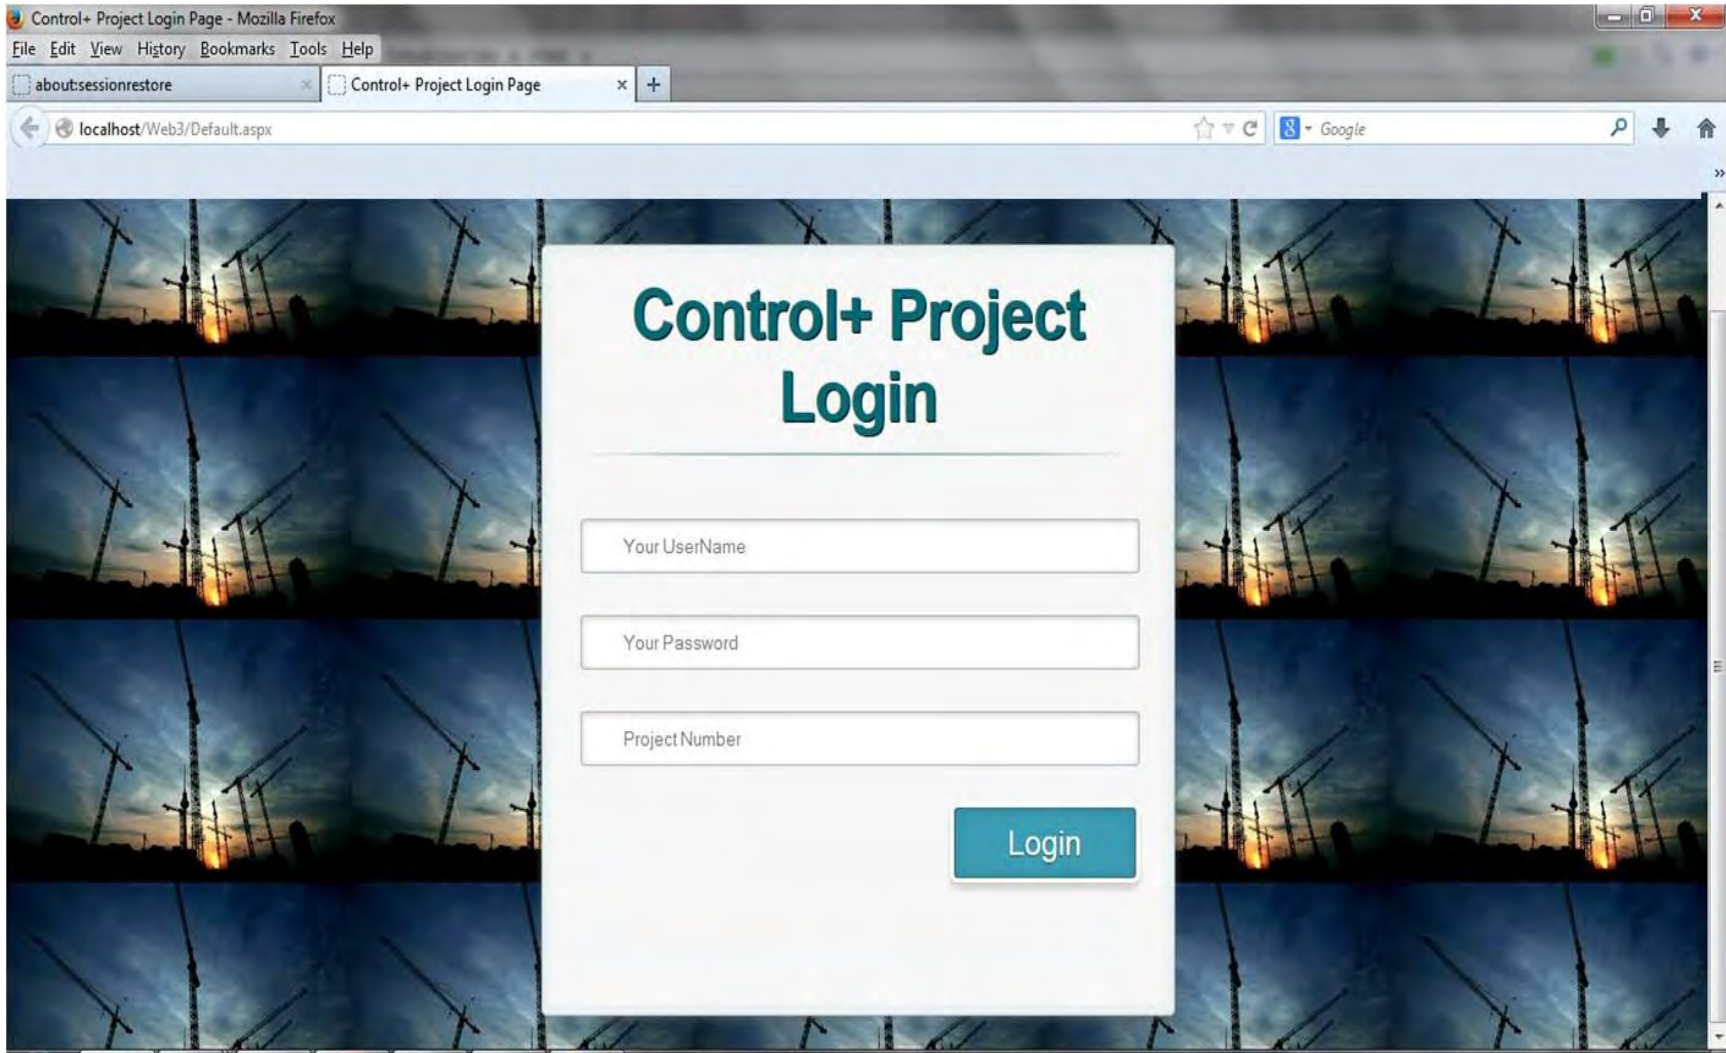 Control+ Project Login Page - Mozilla Firefox
File Edit View History Bookmarks Tools Help
about:sessionrestore
Control+ Project Login Page
localhost/Web3/Default.aspx
8 Google
Control+ Project
Login
Your UserName
Your Password
Project Number
Login